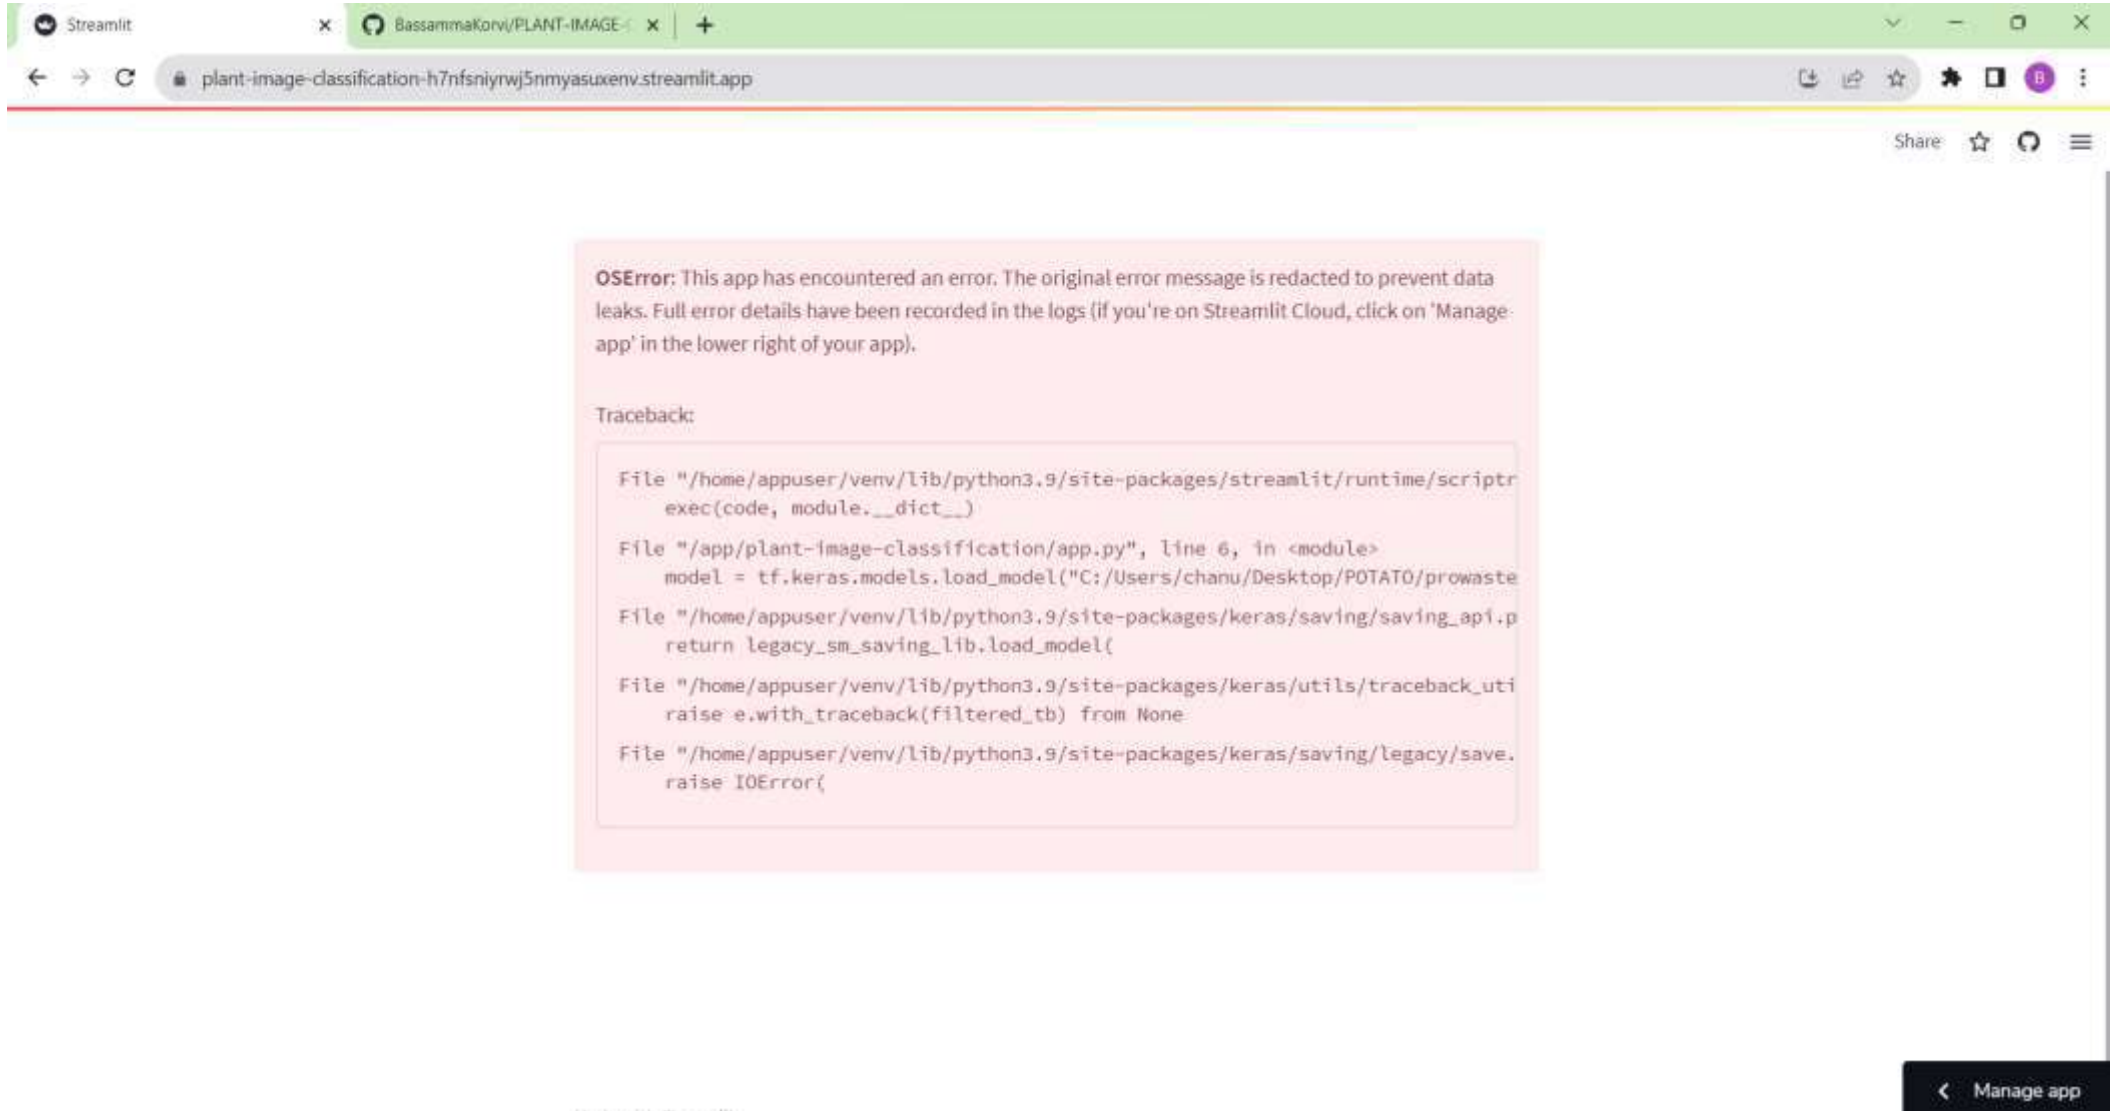 Streamlit
BassammaKorvi/PLANT-IMAGE-
plant-image-classification-h7nfsniyrwj5nmyasuxenv.streamlit.app
B
Share
OSError: This app has encountered an error. The original error message is redacted to prevent data
leaks. Full error details have been recorded in the logs (if you're on Streamlit Cloud, click on 'Manage
app' in the lower right of your app).
Traceback:
File "/home/appuser/venv/lib/python3.9/site-packages/streamlit/runtime/scriptr
exec(code, module.__dict__)
File "/app/plant-image-classification/app.py", line 6, in <module>
model = tf.keras.models.load_model("C:/Users/chanu/Desktop/POTATO/prowaste
File "/home/appuser/venv/lib/python3.9/site-packages/keras/saving/saving_api.p
return legacy_sm_saving_lib.load_model(
File "/home/appuser/venv/lib/python3.9/site-packages/keras/utils/traceback_uti
raise e.with_traceback(filtered_tb) from None
File "/home/appuser/venv/lib/python3.9/site-packages/keras/saving/legacy/save.
raise IOError(
Manage app